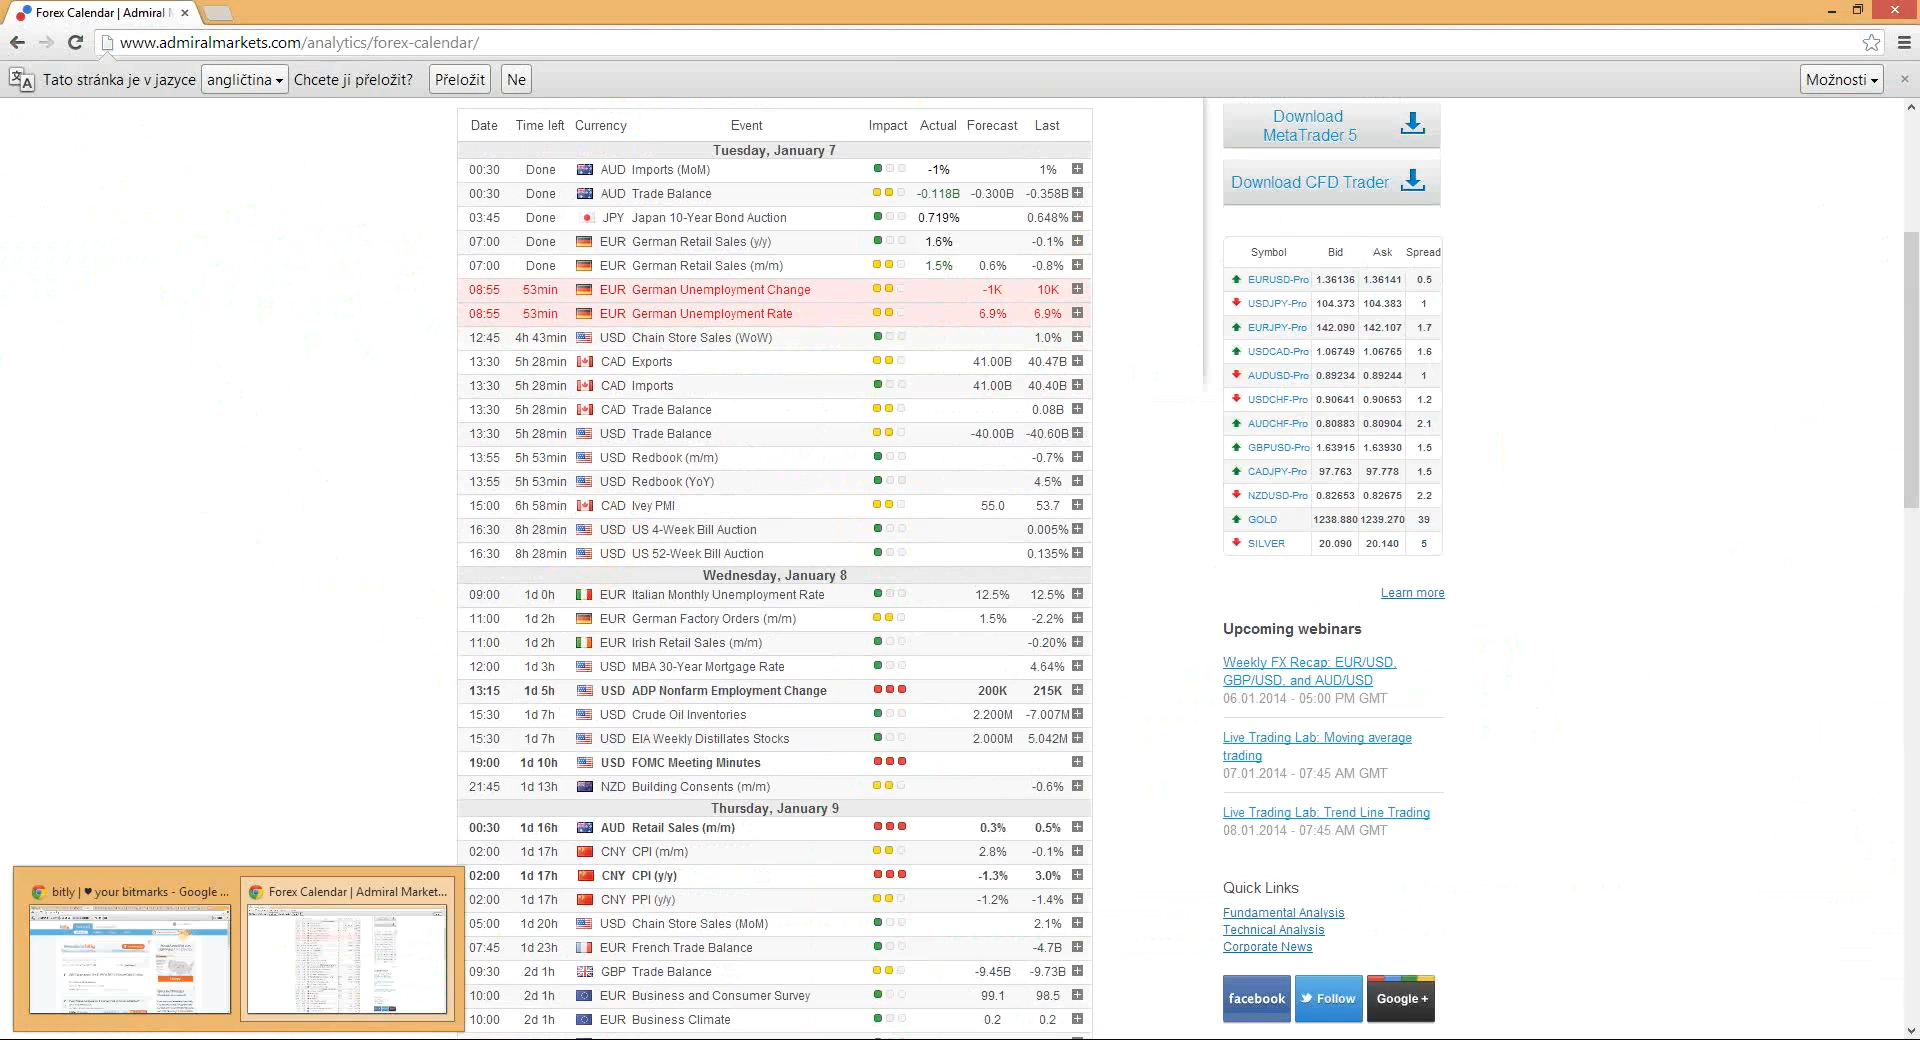 Forex Calendar | Admiral M
www.admiralmarkets.com/analytics/forex-calendar/
Tato stránka je v jazyce angličtina Chcete ji přeložit? Přeložit Ne Možnosti
Date Time left Currency Event Impact Actual Forecast Last
Tuesday, January 7
00:30 Done AUD Imports (MoM) -1% 1%
00:30 Done AUD Trade Balance -0.118B -0.300B -0.358B
03:45 Done JPY Japan 10-Year Bond Auction 0.719% 0.648%
07:00 Done EUR German Retail Sales (y/y) 1.6% -0.1%
07:00 Done EUR German Retail Sales (m/m) 1.5% 0.6% -0.8%
08:55 53min EUR German Unemployment Change -1K 10K
08:55 53min EUR German Unemployment Rate 6.9% 6.9%
12:45 4h 43min USD Chain Store Sales (WoW) 1.0%
13:30 5h 28min CAD Exports 41.00B 40.47B
13:30 5h 28min CAD Imports 41.00B 40.40B
13:30 5h 28min CAD Trade Balance 0.08B
13:30 5h 28min USD Trade Balance -40.00B -40.60B
13:55 5h 53min USD Redbook (m/m) -0.7%
13:55 5h 53min USD Redbook (YoY) 4.5%
15:00 6h 58min CAD Ivey PMI 55.0 53.7
16:30 8h 28min USD US 4-Week Bill Auction 0.005%
16:30 8h 28min USD US 52-Week Bill Auction 0.135%
Wednesday, January 8
09:00 1d 0h EUR Italian Monthly Unemployment Rate 12.5% 12.5%
11:00 1d 2h EUR German Factory Orders (m/m) 1.5% -2.2%
11:00 1d 2h EUR Irish Retail Sales (m/m) -0.20%
12:00 1d 3h USD MBA 30-Year Mortgage Rate 4.64%
13:15 1d 5h USD ADP Nonfarm Employment Change 200K 215K
15:30 1d 7h USD Crude Oil Inventories 2.200M -7.007M
15:30 1d 7h USD EIA Weekly Distillates Stocks 2.000M 5.042M
19:00 1d 10h USD FOMC Meeting Minutes
21:45 1d 13h NZD Building Consents (m/m) -0.6%
Thursday, January 9
00:30 1d 16h AUD Retail Sales (m/m) 0.3% 0.5%
02:00 1d 17h CNY CPI (m/m) 2.8% -0.1%
02:00 1d 17h CNY CPI (y/y) -1.3% 3.0%
02:00 1d 17h CNY PPI (y/y) -1.2% -1.4%
05:00 1d 20h USD Chain Store Sales (MoM) 2.1%
07:45 1d 23h EUR French Trade Balance -4.7B
09:30 2d 1h GBP Trade Balance -9.45B -9.73B
10:00 2d 1h EUR Business and Consumer Survey 99.1 98.5
10:00 2d 1h EUR Business Climate 0.2 0.2
Download
MetaTrader 5
Download CFD Trader
Symbol Bid Ask Spread
EURUSD-Pro 1.36136 1.36141 0.5
USDJPY-Pro 104.373 104.383 1
EURJPY-Pro 142.090 142.107 1.7
USDCAD-Pro 1.06749 1.06765 1.6
AUDUSD-Pro 0.89234 0.89244 1
USDCHF-Pro 0.90641 0.90653 1.2
AUDCHF-Pro 0.80883 0.80904 2.1
GBPUSD-Pro 1.63915 1.63930 1.5
CADJPY-Pro 97.763 97.778 1.5
NZDUSD-Pro 0.82653 0.82675 2.2
GOLD 1238.880 1239.270 39
SILVER 20.090 20.140 5
Learn more
Upcoming webinars
Weekly FX Recap: EUR/USD,
GBP/USD, and AUD/USD
06.01.2014 - 05:00 PM GMT
Live Trading Lab: Moving average
trading
07.01.2014 - 07:45 AM GMT
Live Trading Lab: Trend Line Trading
08.01.2014 - 07:45 AM GMT
Quick Links
Fundamental Analysis
Technical Analysis
Corporate News
facebook Follow Google +
bitly | ♥ your bitmarks - Google ...
Forex Calendar | Admiral Market...